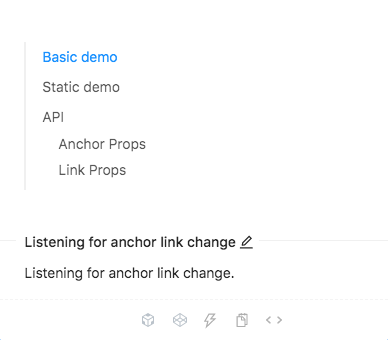 Basic demo
Static demo
API
Anchor Props
Link Props
Listening for anchor link change
Listening for anchor link change.